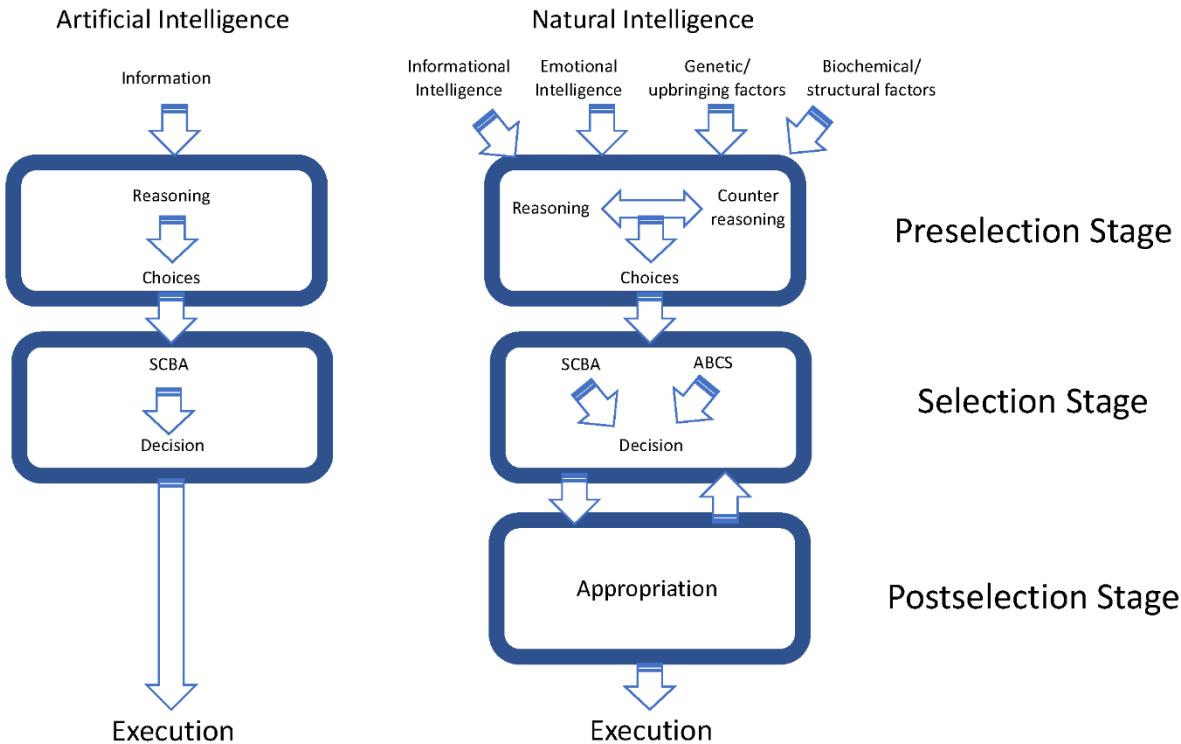 Artificial Intelligence
Natural Intelligence
Information
Informational
Intelligence
Emotional
Intelligence
Genetic/
upbringing factors
Biochemical/
structural factors
Reasoning
Choices
Reasoning
Counter
reasoning
Choices
Preselection Stage
SCBA
Decision
SCBA
ABCS
Decision
Selection Stage
Appropriation
Postselection Stage
Execution
Execution